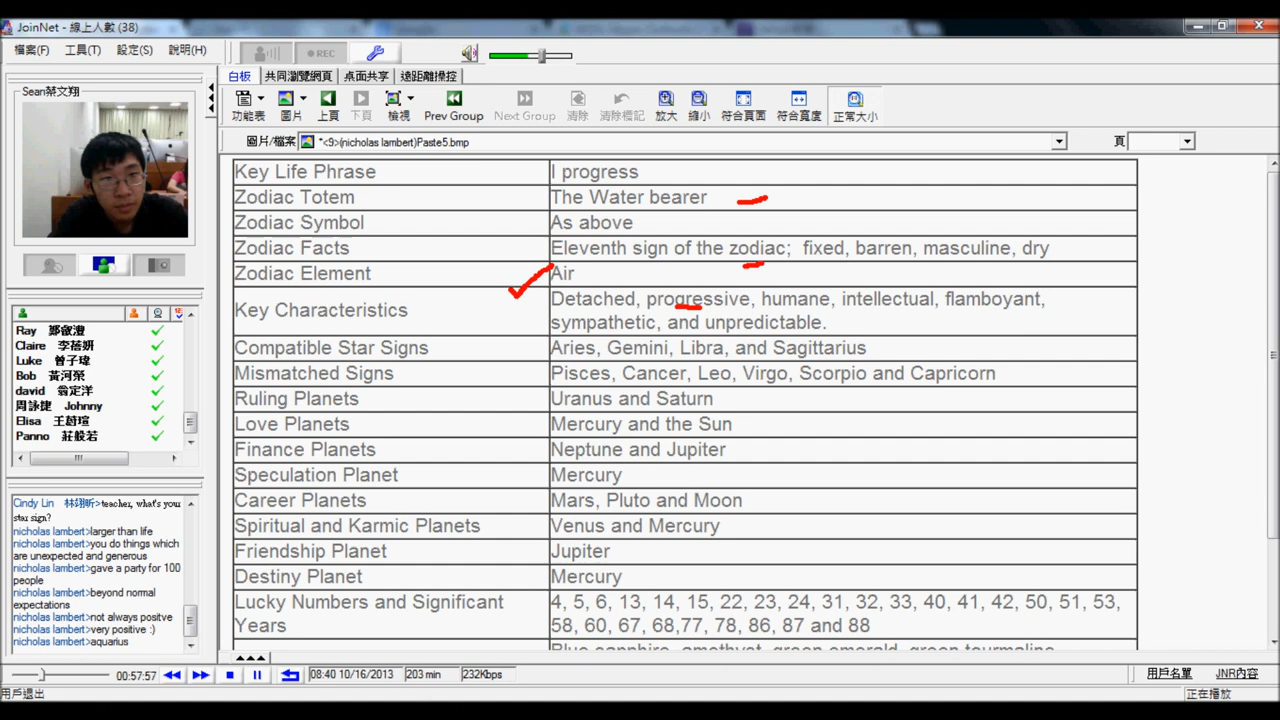 JoinNet - 線上人數 (38)
檔案(F) 工具(T) 設定(S) 說明(H)
REC
Sean蔡文翔
白板 共同瀏覽網頁 桌面共享 遠距離操控
功能表 圖片 上頁 下頁 檢視 Prev Group Next Group 清除 清除標記 放大 縮小 符合頁面 符合寬度 正常大小
圖片/檔案 *<9>(nicholas lambert)Paste5.bmp 頁
Key Life Phrase I progress
Zodiac Totem The Water bearer
Zodiac Symbol As above
Zodiac Facts Eleventh sign of the zodiac; fixed, barren, masculine, dry
Zodiac Element Air
Key Characteristics Detached, progressive, humane, intellectual, flamboyant,
sympathetic, and unpredictable.
Compatible Star Signs Aries, Gemini, Libra, and Sagittarius
Mismatched Signs Pisces, Cancer, Leo, Virgo, Scorpio and Capricorn
Ruling Planets Uranus and Saturn
Love Planets Mercury and the Sun
Finance Planets Neptune and Jupiter
Speculation Planet Mercury
Career Planets Mars, Pluto and Moon
Spiritual and Karmic Planets Venus and Mercury
Friendship Planet Jupiter
Destiny Planet Mercury
Lucky Numbers and Significant
Years
4, 5, 6, 13, 14, 15, 22, 23, 24, 31, 32, 33, 40, 41, 42, 50, 51, 53,
58, 60, 67, 68,77, 78, 86, 87 and 88
Blue sapphire, amethyst, green emerald, green tourmaline
Ray 鄭叡澄
Claire 李蓓妍
Luke 曾子瑋
Bob 黃河榮
david 翁定洋
周詠捷 Johnny
Elisa 王葑瑄
Panno 莊般若
Cindy Lin 林翊昕>teacher, what's your
star sign?
nicholas lambert>larger than life
nicholas lambert>you do things which
are unexpected and generous
nicholas lambert>gave a party for 100
people
nicholas lambert>beyond normal
expectations
nicholas lambert>not always positve
nicholas lambert>very positive :)
nicholas lambert>aquarius
00:57:57 08:40 10/16/2013 203 min 232Kbps 用戶名單 JNR內容
用戶退出 正在播放